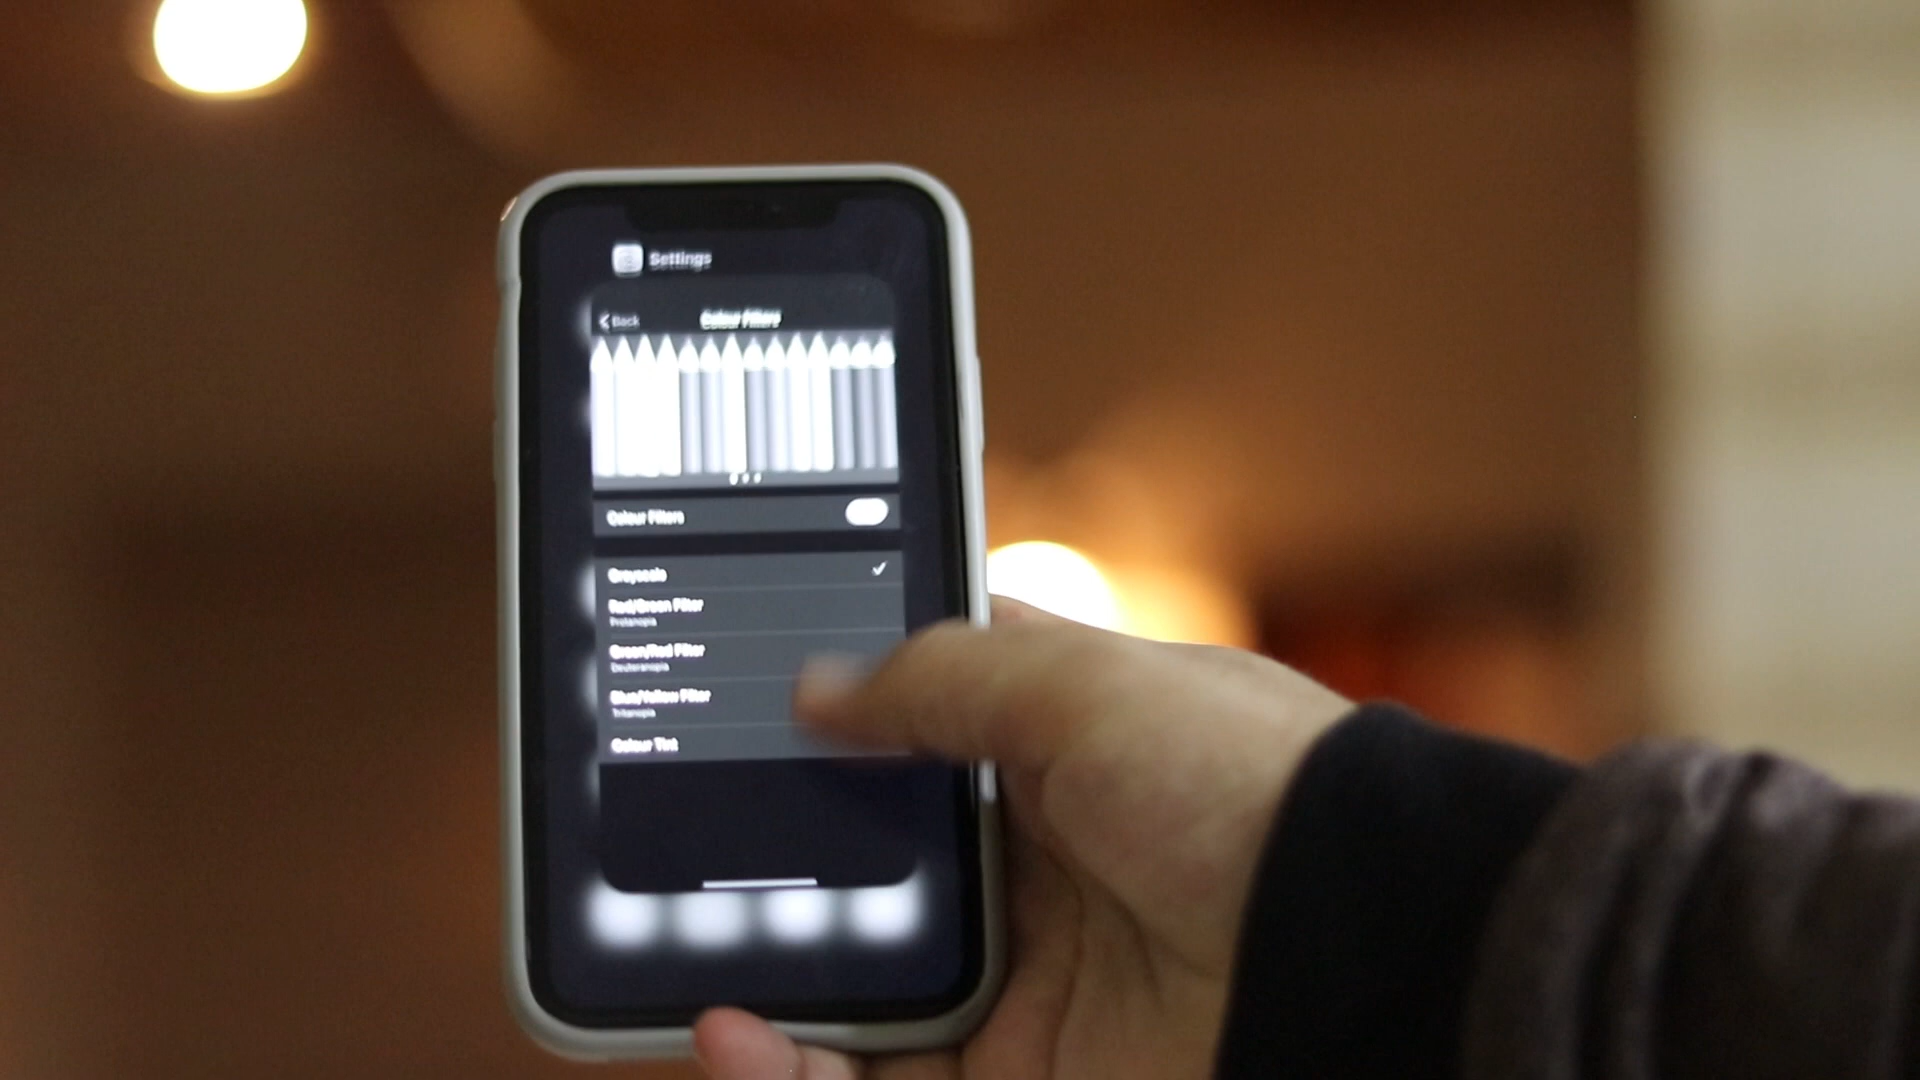 Settings
Back
Colour Filters
Colour Filters
Greyscale
Red/Green Filter
Protanopia
Green/Red Filter
Deuteranopia
Blue/Yellow Filter
Tritanopia
Colour Tint